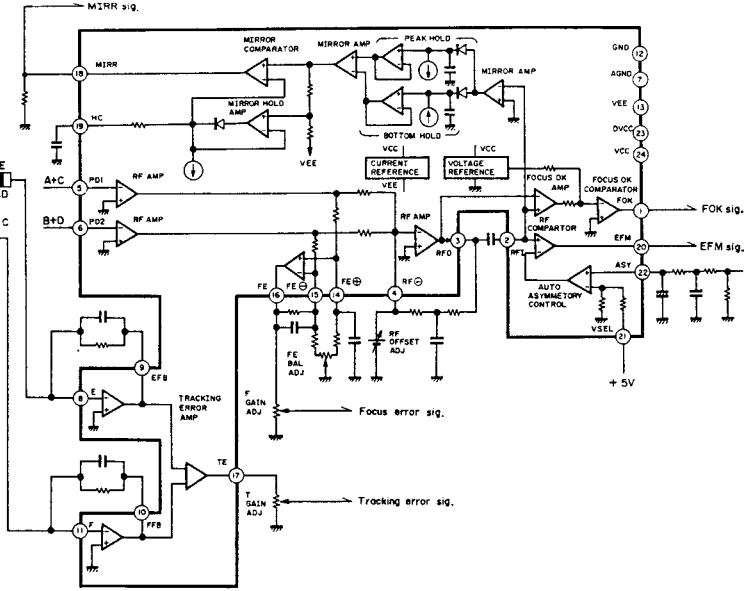 MIRR sig.
PEAK HOLD
MIRROR
COMPARATOR
MIRROR AMP
GND
12
18
MIRR
MIRROR AMP
AGND
7
MIRROR HOLD
AMP
VEE
13
19
HC
BOTTOM HOLD
DVCC
23
VCC
24
VEE
VCC
CURRENT
REFERENCE
VEE
VCC
VOLTAGE
REFERENCE
FOCUS OK
AMP
FOCUS OK
COMPARATOR
FOK
1
FOK sig.
E
D
A+C
5
PD1
RF AMP
C
B+D
6
PD2
RF AMP
RF AMP
RFO
3
2
RFI
RF
COMPARTOR
EFM
20
EFM sig.
ASY
22
AUTO
ASYMMETORY
CONTROL
FE
16
FE⊖
15
14
FE⊕
4
RF⊖
VSEL
21
+5V
FE
BAL
ADJ
RF
OFFSET
ADJ
9
EFB
8
E
TRACKING
ERROR
AMP
F
GAIN
ADJ
Focus error sig.
TE
17
T
GAIN
ADJ
Tracking error sig.
10
FFB
11
F